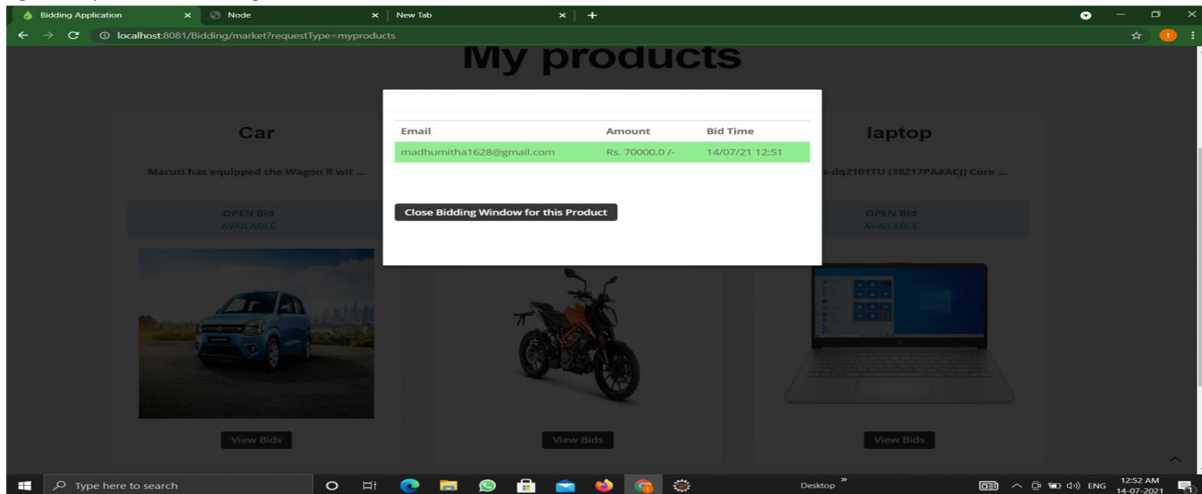 Bidding Application
Node
New Tab
localhost:8081/Bidding/market?requestType=myproducts
My products
Car
laptop
Email Amount Bid Time
madhumitha1628@gmail.com Rs. 70000.0 /- 14/07/21 12:51
Maruti has equipped the Wagon R wit ...
s-dq2101TU (38Z17PA#ACJ) Core ...
Close Bidding Window for this Product
OPEN Bid
AVAILABLE
OPEN Bid
AVAILABLE
View Bids
View Bids
View Bids
Type here to search
Desktop
ENG
12:52 AM
14-07-2021